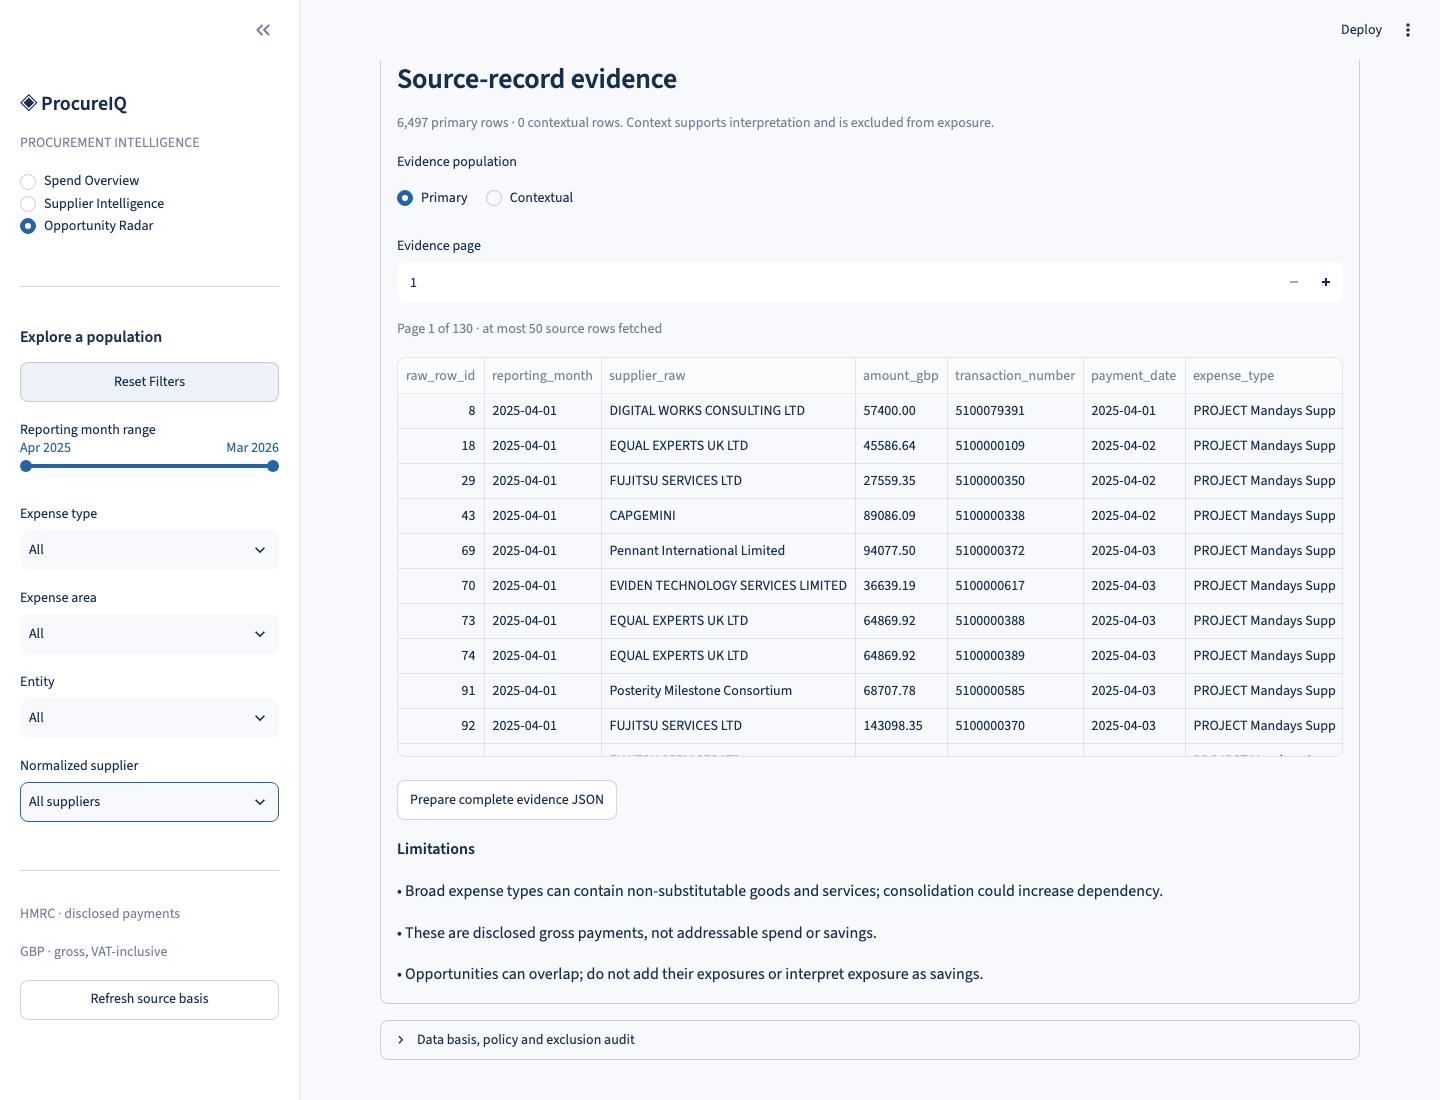 Deploy
ProcureIQ
PROCUREMENT INTELLIGENCE
Spend Overview
Supplier Intelligence
Opportunity Radar
Explore a population
Reset Filters
Reporting month range
Apr 2025 Mar 2026
Expense type
All
Expense area
All
Entity
All
Normalized supplier
All suppliers
HMRC · disclosed payments
GBP · gross, VAT-inclusive
Refresh source basis
Source-record evidence
6,497 primary rows · 0 contextual rows. Context supports interpretation and is excluded from exposure.
Evidence population
Primary Contextual
Evidence page
1
Page 1 of 130 · at most 50 source rows fetched
raw_row_id reporting_month supplier_raw amount_gbp transaction_number payment_date expense_type
8 2025-04-01 DIGITAL WORKS CONSULTING LTD 57400.00 5100079391 2025-04-01 PROJECT Mandays Supp
18 2025-04-01 EQUAL EXPERTS UK LTD 45586.64 5100000109 2025-04-02 PROJECT Mandays Supp
29 2025-04-01 FUJITSU SERVICES LTD 27559.35 5100000350 2025-04-02 PROJECT Mandays Supp
43 2025-04-01 CAPGEMINI 89086.09 5100000338 2025-04-02 PROJECT Mandays Supp
69 2025-04-01 Pennant International Limited 94077.50 5100000372 2025-04-03 PROJECT Mandays Supp
70 2025-04-01 EVIDEN TECHNOLOGY SERVICES LIMITED 36639.19 5100000617 2025-04-03 PROJECT Mandays Supp
73 2025-04-01 EQUAL EXPERTS UK LTD 64869.92 5100000388 2025-04-03 PROJECT Mandays Supp
74 2025-04-01 EQUAL EXPERTS UK LTD 64869.92 5100000389 2025-04-03 PROJECT Mandays Supp
91 2025-04-01 Posterity Milestone Consortium 68707.78 5100000585 2025-04-03 PROJECT Mandays Supp
92 2025-04-01 FUJITSU SERVICES LTD 143098.35 5100000370 2025-04-03 PROJECT Mandays Supp
Prepare complete evidence JSON
Limitations
• Broad expense types can contain non-substitutable goods and services; consolidation could increase dependency.
• These are disclosed gross payments, not addressable spend or savings.
• Opportunities can overlap; do not add their exposures or interpret exposure as savings.
Data basis, policy and exclusion audit